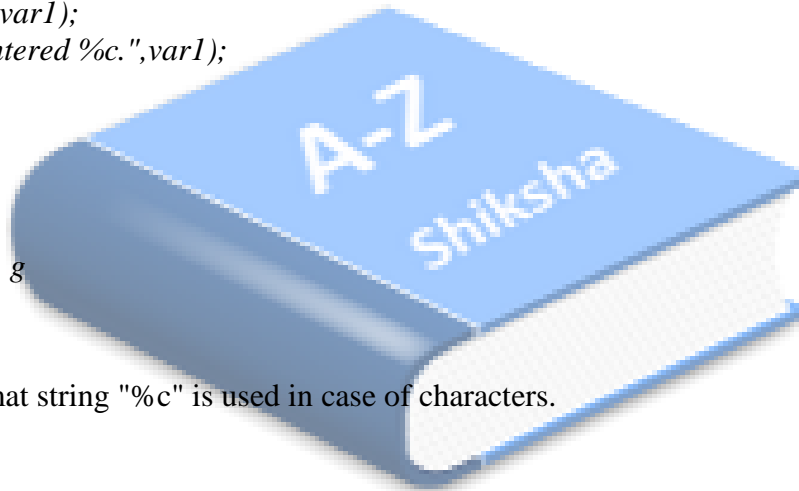 var1);
ntered %c.",var1);
A-Z
Shiksha
g
hat string "%c" is used in case of characters.